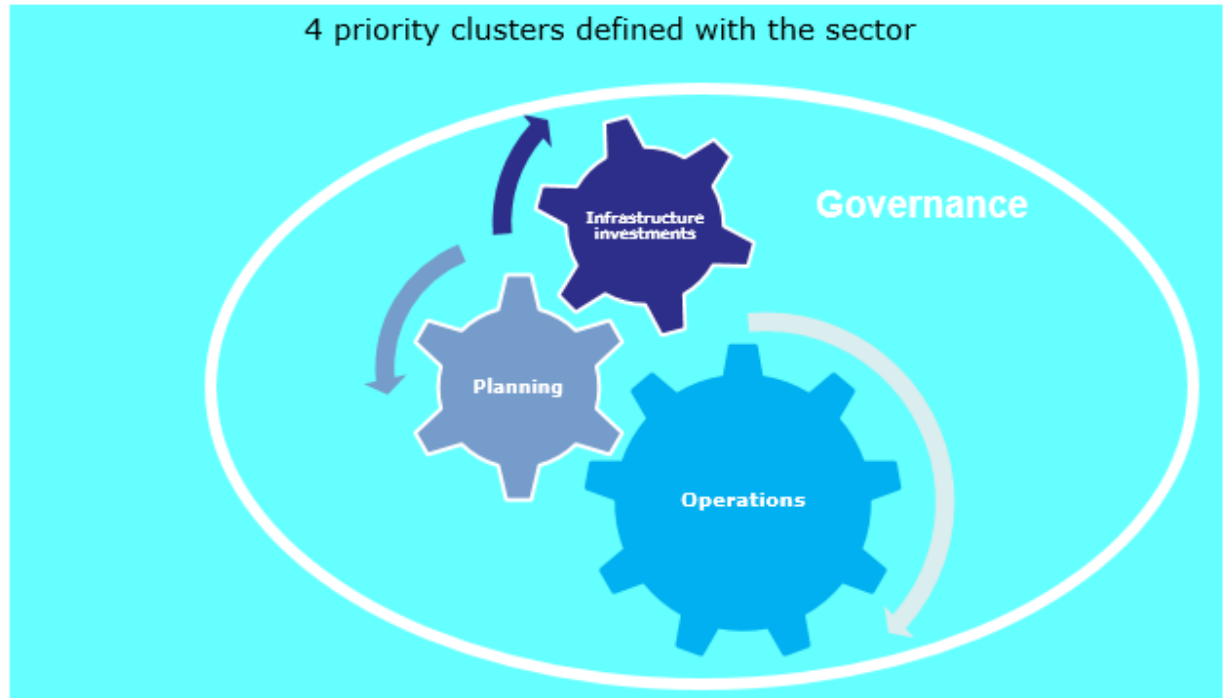 4 priority clusters defined with the sector
Infrastructure
investments
Governance
Planning
Operations